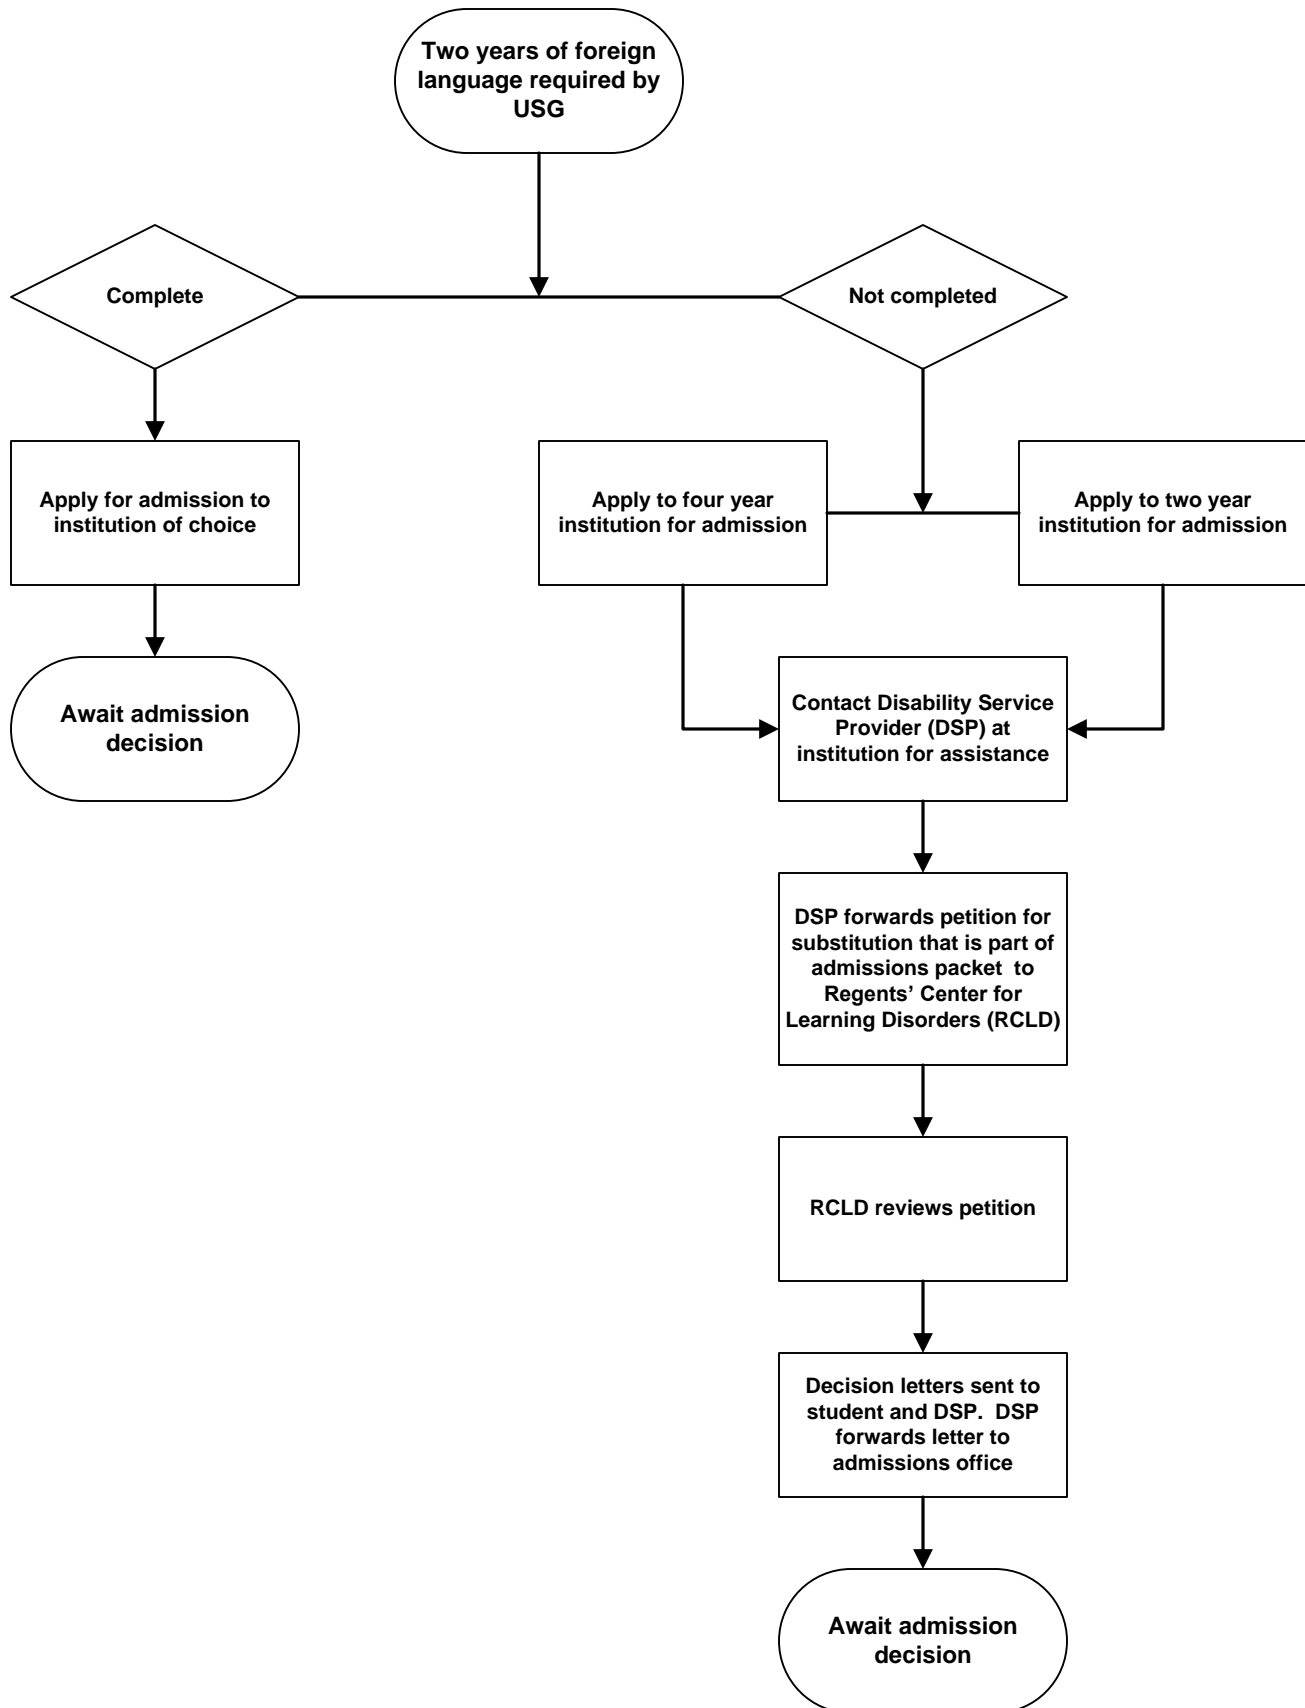 Two years of foreign
language required by
USG
Complete
Not completed
Apply for admission to
institution of choice
Apply to four year
institution for admission
Apply to two year
institution for admission
Await admission
decision
Contact Disability Service
Provider (DSP) at
institution for assistance
DSP forwards petition for
substitution that is part of
admissions packet  to
Regents’ Center for
Learning Disorders (RCLD)
RCLD reviews petition
Decision letters sent to
student and DSP.  DSP
forwards letter to
admissions office
Await admission
decision